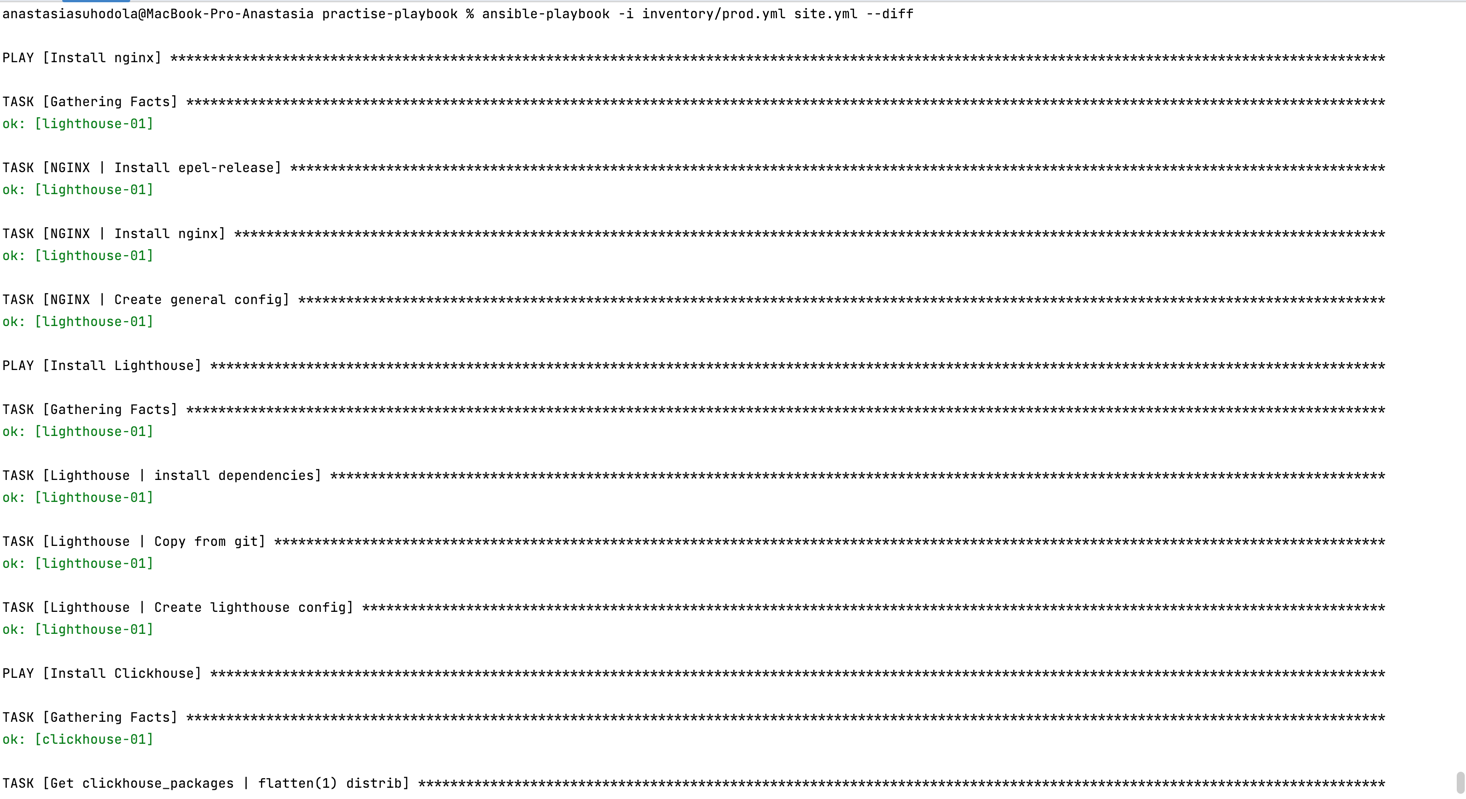 anastasiasuhodola@MacBook-Pro-Anastasia practise-playbook % ansible-playbook -i inventory/prod.yml site.yml --diff
PLAY [Install nginx] ********************************************************************************************************************************************************
TASK [Gathering Facts] ******************************************************************************************************************************************************
ok: [lighthouse-01]
TASK [NGINX | Install epel-release] *****************************************************************************************************************************************
ok: [lighthouse-01]
TASK [NGINX | Install nginx] ************************************************************************************************************************************************
ok: [lighthouse-01]
TASK [NGINX | Create general config] ****************************************************************************************************************************************
ok: [lighthouse-01]
PLAY [Install Lighthouse] ***************************************************************************************************************************************************
TASK [Gathering Facts] ******************************************************************************************************************************************************
ok: [lighthouse-01]
TASK [Lighthouse | install dependencies] ************************************************************************************************************************************
ok: [lighthouse-01]
TASK [Lighthouse | Copy from git] *******************************************************************************************************************************************
ok: [lighthouse-01]
TASK [Lighthouse | Create lighthouse config] ********************************************************************************************************************************
ok: [lighthouse-01]
PLAY [Install Clickhouse] ***************************************************************************************************************************************************
TASK [Gathering Facts] ******************************************************************************************************************************************************
ok: [clickhouse-01]
TASK [Get clickhouse_packages | flatten(1) distrib] *************************************************************************************************************************